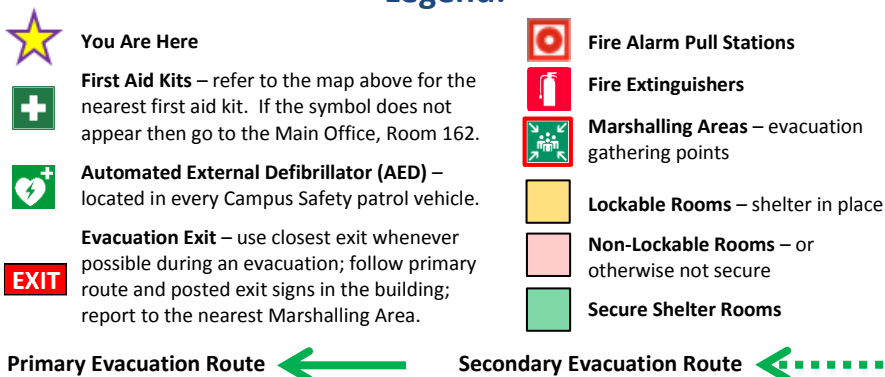 Legend:
You Are Here
First Aid Kits – refer to the map above for the
nearest first aid kit. If the symbol does not
appear then go to the Main Office, Room 162.
Automated External Defibrillator (AED) –
located in every Campus Safety patrol vehicle.
EXIT
Evacuation Exit – use closest exit whenever
possible during an evacuation; follow primary
route and posted exit signs in the building;
report to the nearest Marshalling Area.
Fire Alarm Pull Stations
Fire Extinguishers
Marshalling Areas – evacuation
gathering points
Lockable Rooms – shelter in place
Non-Lockable Rooms – or
otherwise not secure
Secure Shelter Rooms
Primary Evacuation Route
Secondary Evacuation Route